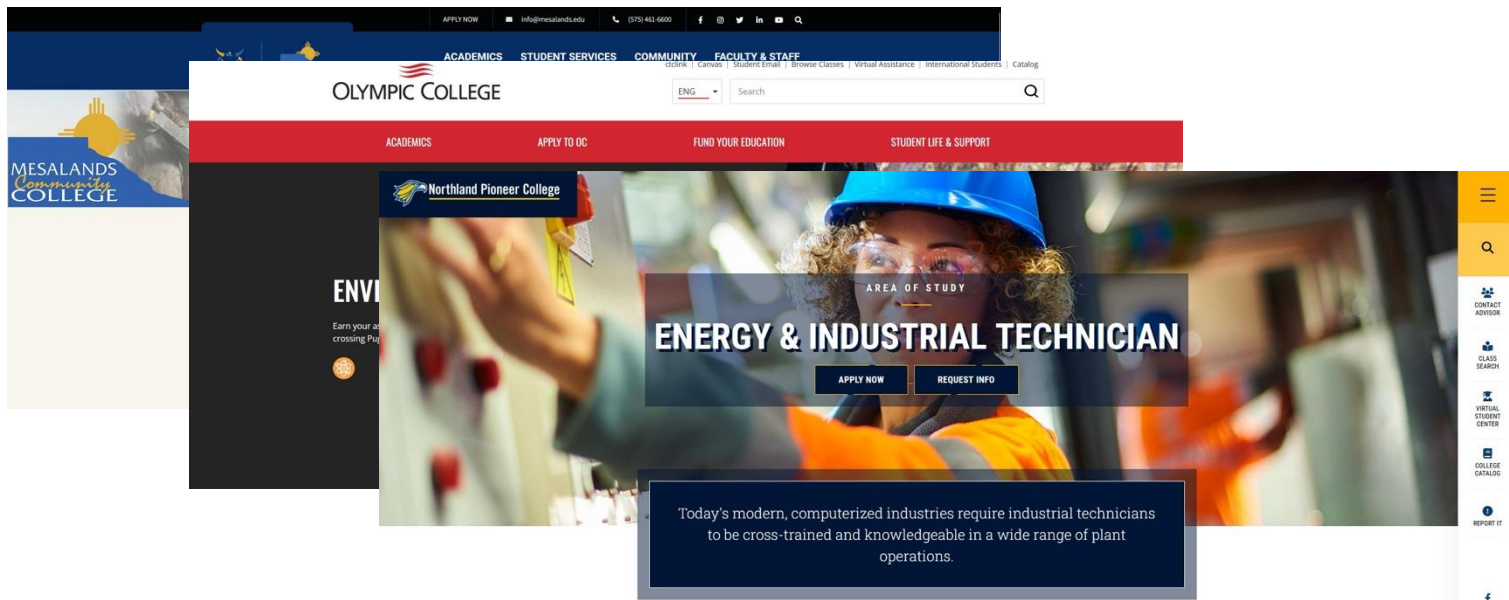 APPLY NOW info@mesalands.edu (575) 461-6600
ACADEMICS STUDENT SERVICES COMMUNITY FACULTY & STAFF
MESALANDS
Community
COLLEGE
ctclink | Canvas | Student Email | Browse Classes | Virtual Assistance | International Students | Catalog
OLYMPIC COLLEGE
ENG
Search
ACADEMICS APPLY TO OC FUND YOUR EDUCATION STUDENT LIFE & SUPPORT
ENVI
Earn your as
crossing Pu
Northland Pioneer College
AREA OF STUDY
ENERGY & INDUSTRIAL TECHNICIAN
APPLY NOW REQUEST INFO
Today's modern, computerized industries require industrial technicians
to be cross-trained and knowledgeable in a wide range of plant
operations.
CONTACT
ADVISOR
CLASS
SEARCH
VIRTUAL
STUDENT
CENTER
COLLEGE
CATALOG
REPORT IT